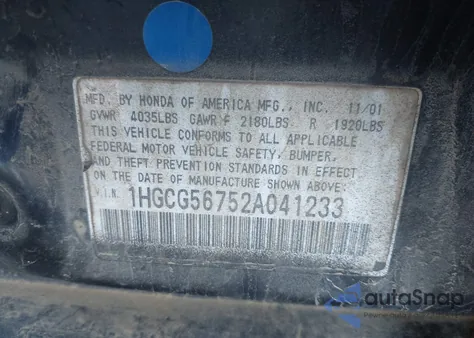 MFD. BY HONDA OF AMERICA MFG., INC. 11/01
GVWR 4035LBS GAWR F 2180LBS R 1920LBS
THIS VEHICLE CONFORMS TO ALL APPLICABLE
FEDERAL MOTOR VEHICLE SAFETY, BUMPER,
AND THEFT PREVENTION STANDARDS IN EFFECT
ON THE DATE OF MANUFACTURE SHOWN ABOVE:
V.I.N. 1HGCG56752A041233
autaSnap